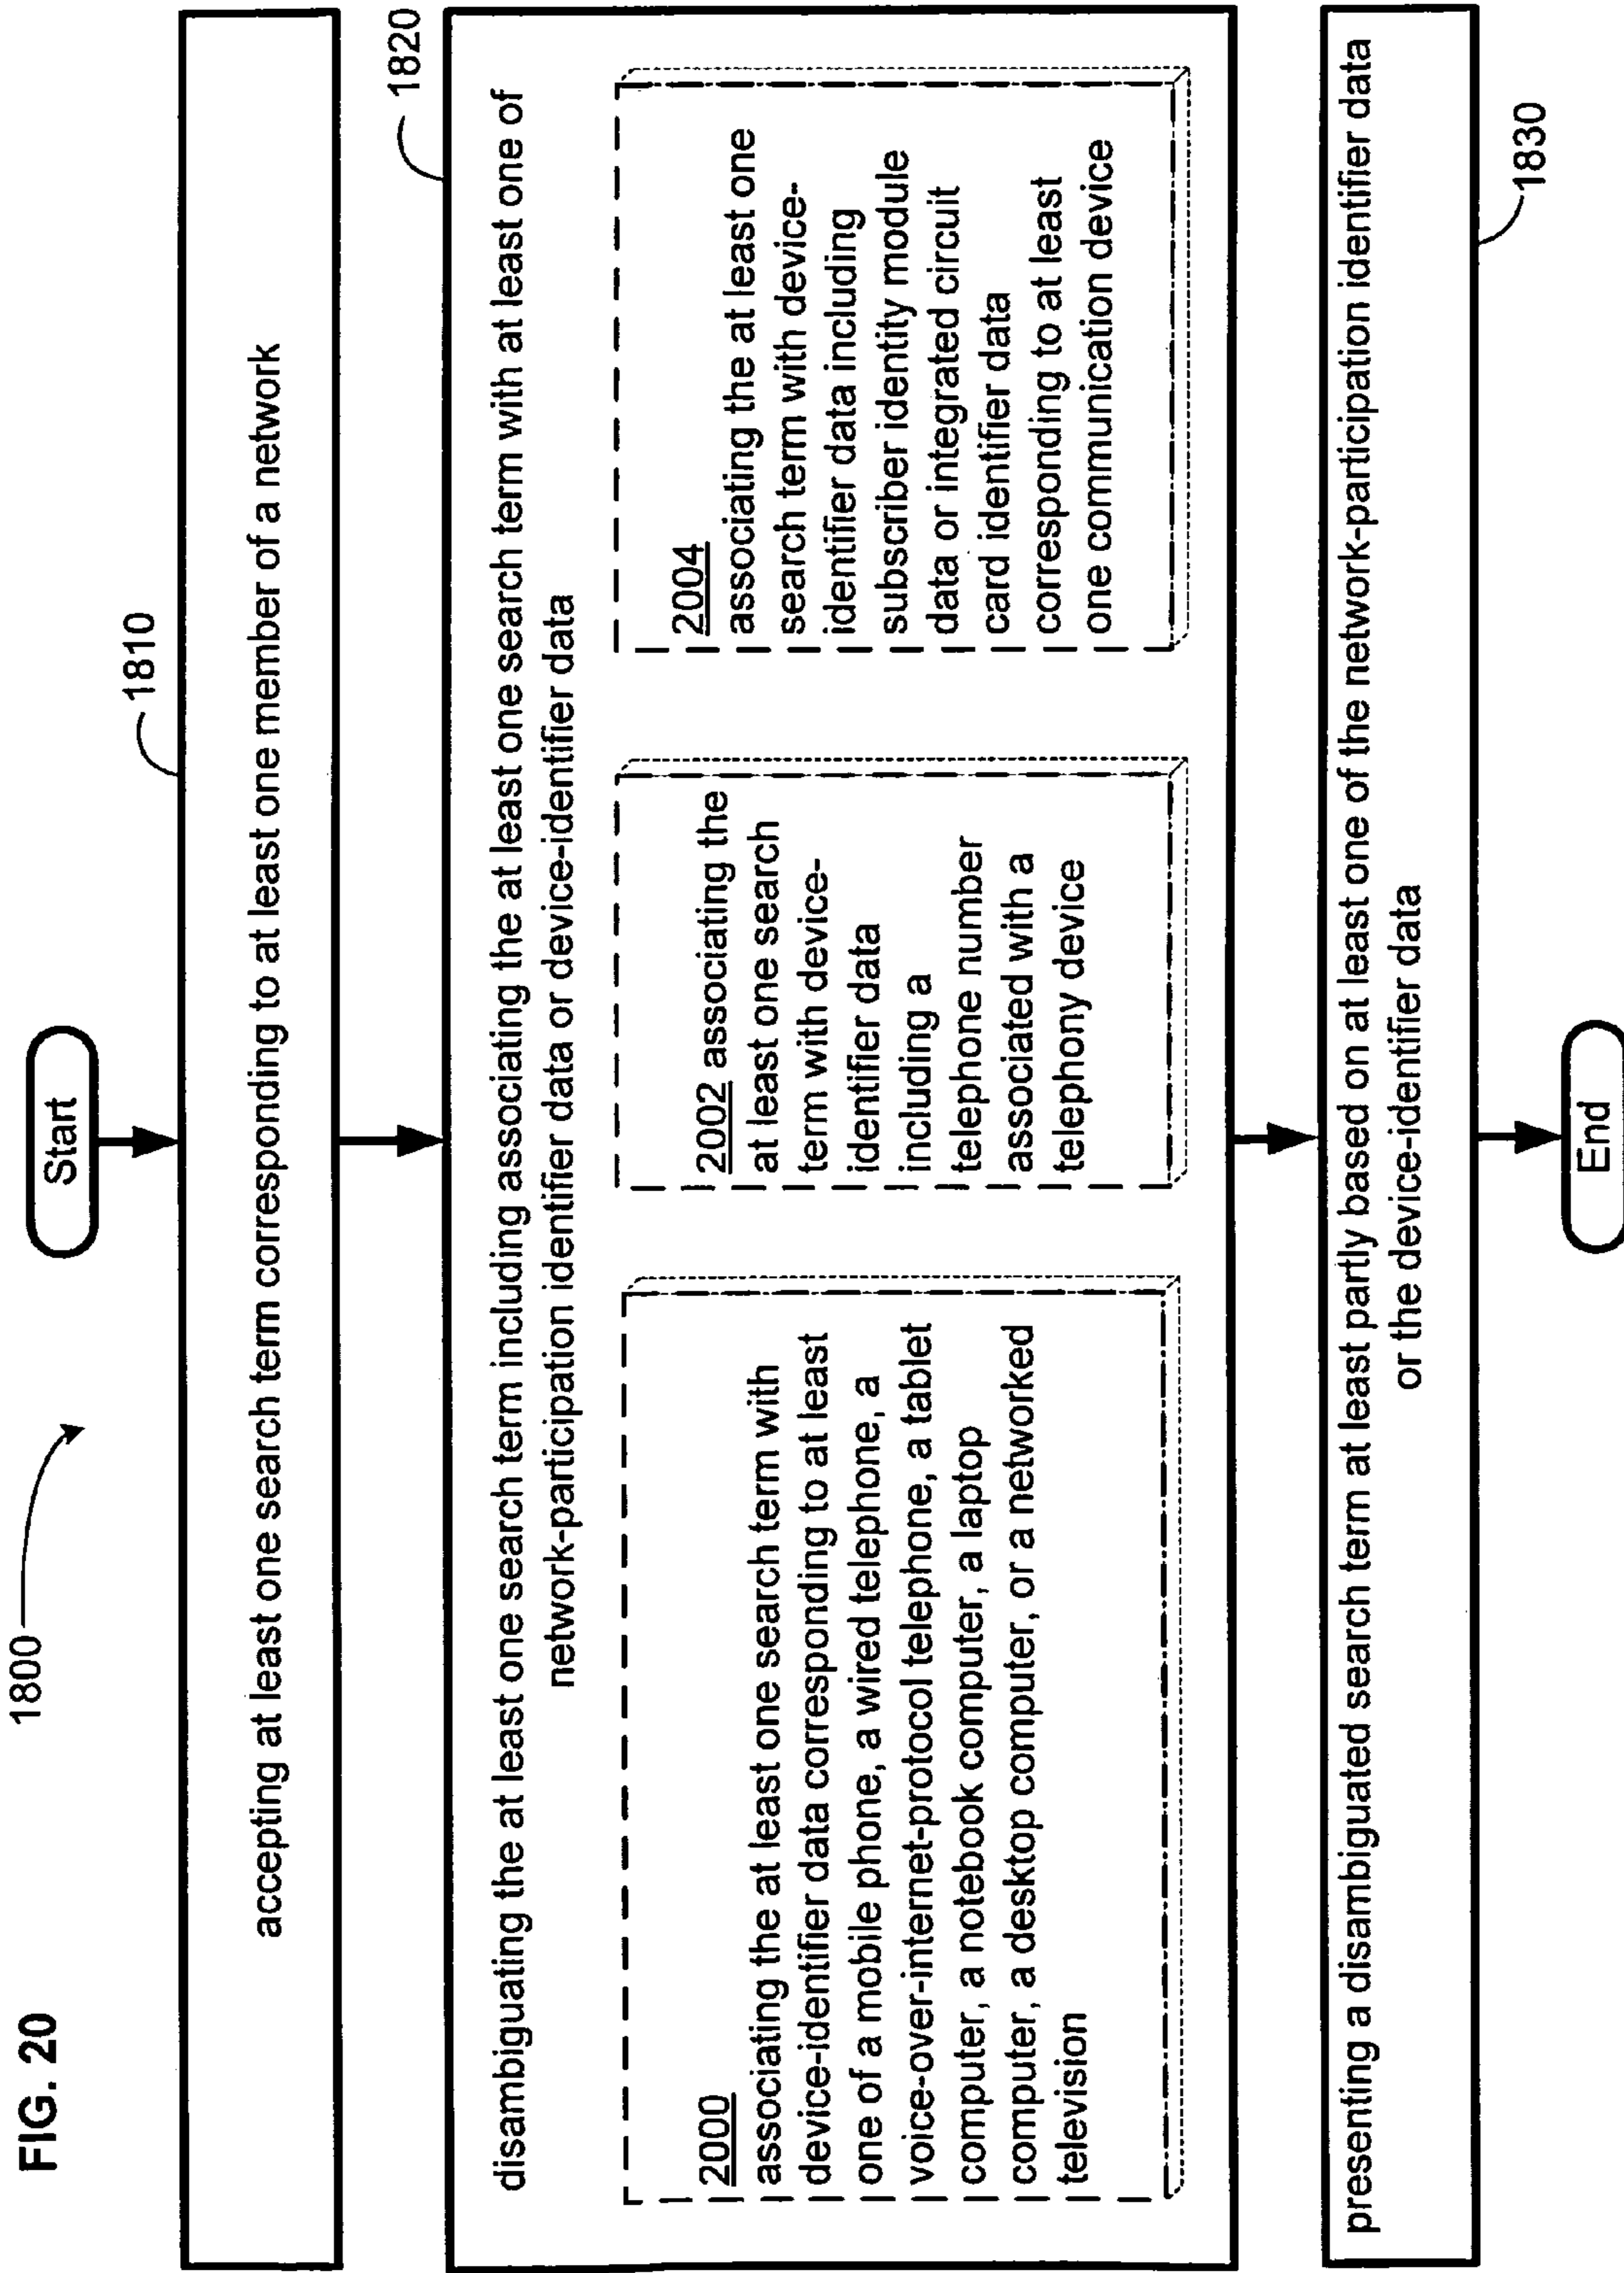 FIG. 20
1800
Start
1810
accepting at least one search term corresponding to at least one member of a network
1820
disambiguating the at least one search term including associating the at least one search term with at least one of
network-participation identifier data or device-identifier data
2000
associating the at least one search term with
device-identifier data corresponding to at least
one of a mobile phone, a wired telephone, a
voice-over-internet-protocol telephone, a tablet
computer, a notebook computer, a laptop
computer, a desktop computer, or a networked
television
2002 associating the
at least one search
term with device-
identifier data
including a
telephone number
associated with a
telephony device
2004
associating the at least one
search term with device-
identifier data including
subscriber identity module
data or integrated circuit
card identifier data
corresponding to at least
one communication device
presenting a disambiguated search term at least partly based on at least one of the network-participation identifier data
or the device-identifier data
1830
End